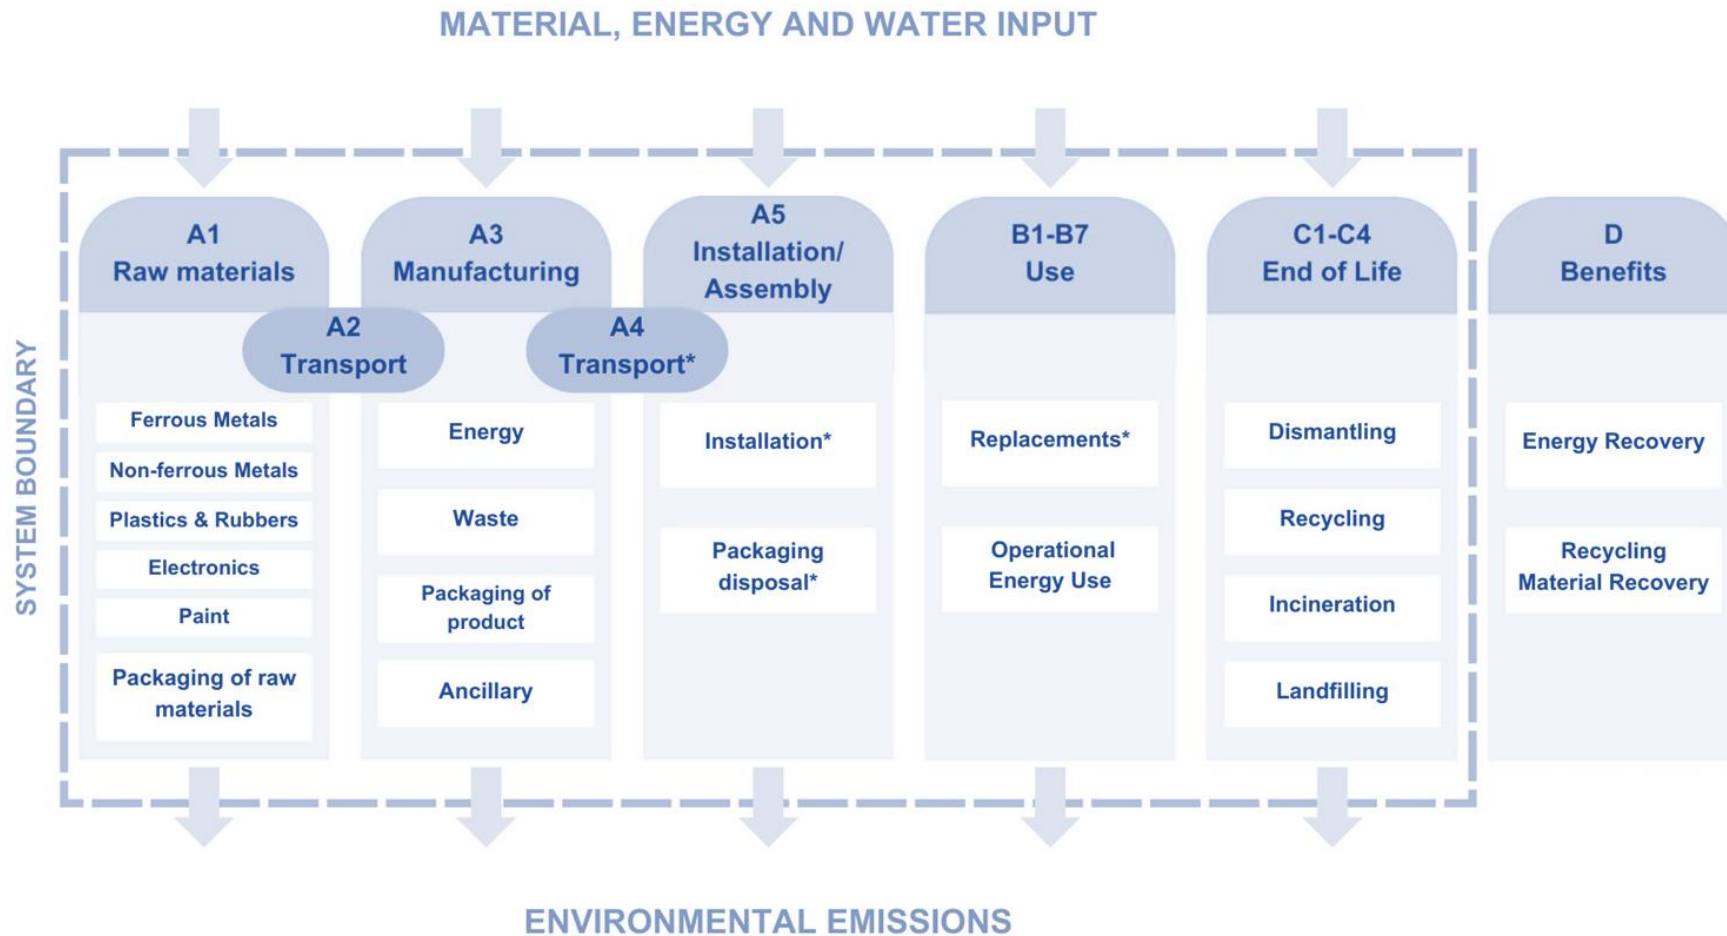 MATERIAL, ENERGY AND WATER INPUT
SYSTEM BOUNDARY
A1
Raw materials
A2
Transport
A3
Manufacturing
A4
Transport*
A5
Installation/
Assembly
B1-B7
Use
C1-C4
End of Life
D
Benefits
Ferrous Metals
Non-ferrous Metals
Plastics & Rubbers
Electronics
Paint
Packaging of raw
materials
Energy
Waste
Packaging of
product
Ancillary
Installation*
Packaging
disposal*
Replacements*
Operational
Energy Use
Dismantling
Recycling
Incineration
Landfilling
Energy Recovery
Recycling
Material Recovery
ENVIRONMENTAL EMISSIONS